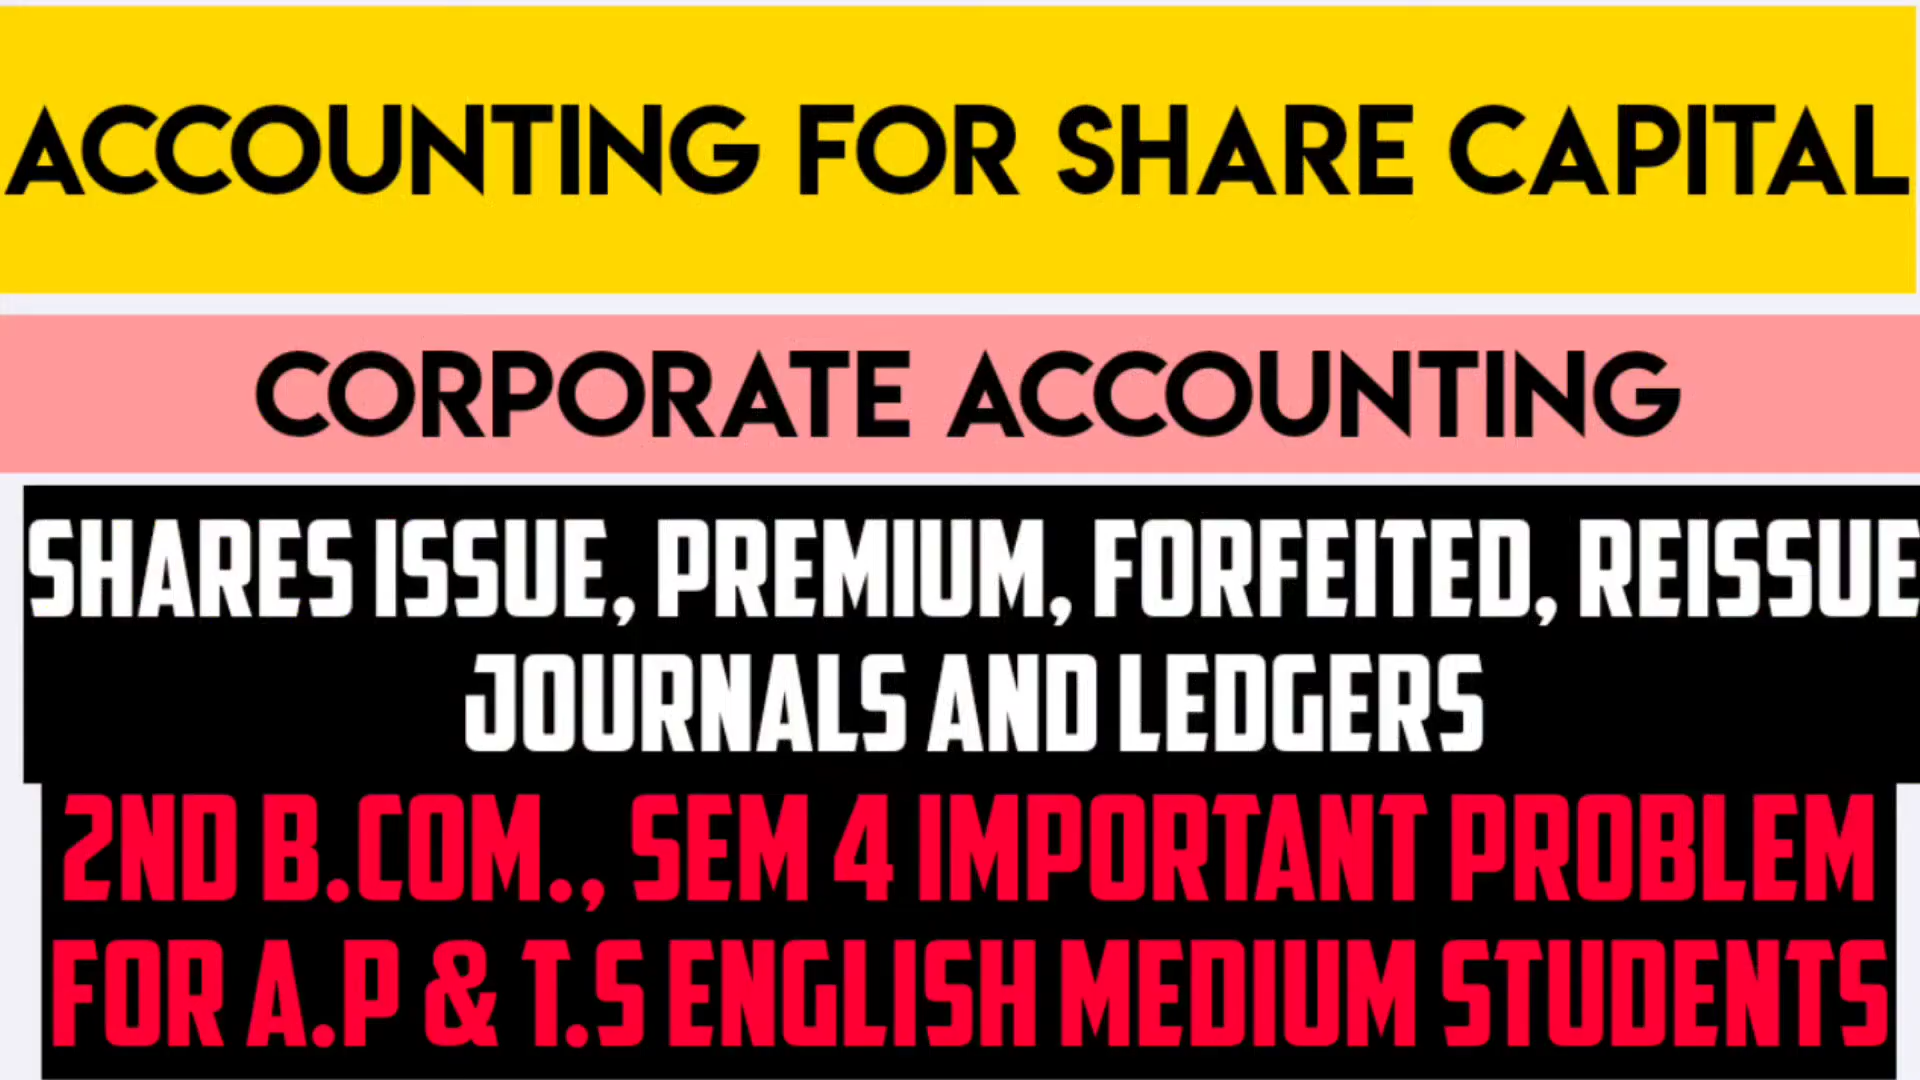 ACCOUNTING FOR SHARE CAPITAL
CORPORATE ACCOUNTING
SHARES ISSUE, PREMIUM, FORFEITED, REISSUE
JOURNALS AND LEDGERS
2ND B.COM., SEM 4 IMPORTANT PROBLEM
FOR A.P & T.S ENGLISH MEDIUM STUDENTS